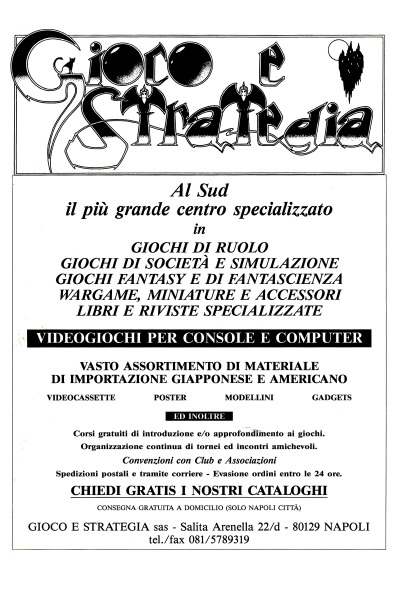 Gioco e
Strategia
Al Sud
il più grande centro specializzato
in
GIOCHI DI RUOLO
GIOCHI DI SOCIETÀ E SIMULAZIONE
GIOCHI FANTASY E DI FANTASCIENZA
WARGAME, MINIATURE E ACCESSORI
LIBRI E RIVISTE SPECIALIZZATE
VIDEOGIOCHI PER CONSOLE E COMPUTER
VASTO ASSORTIMENTO DI MATERIALE
DI IMPORTAZIONE GIAPPONESE E AMERICANO
VIDEOCASSETTE POSTER MODELLINI GADGETS
ED INOLTRE
Corsi gratuiti di introduzione e/o approfondimento ai giochi.
Organizzazione continua di tornei ed incontri amichevoli.
Convenzioni con Club e Associazioni
Spedizioni postali e tramite corriere - Evasione ordini entro le 24 ore.
CHIEDI GRATIS I NOSTRI CATALOGHI
CONSEGNA GRATUITA A DOMICILIO (SOLO NAPOLI CITTÀ)
GIOCO E STRATEGIA sas - Salita Arenella 22/d - 80129 NAPOLI
tel./fax 081/5789319